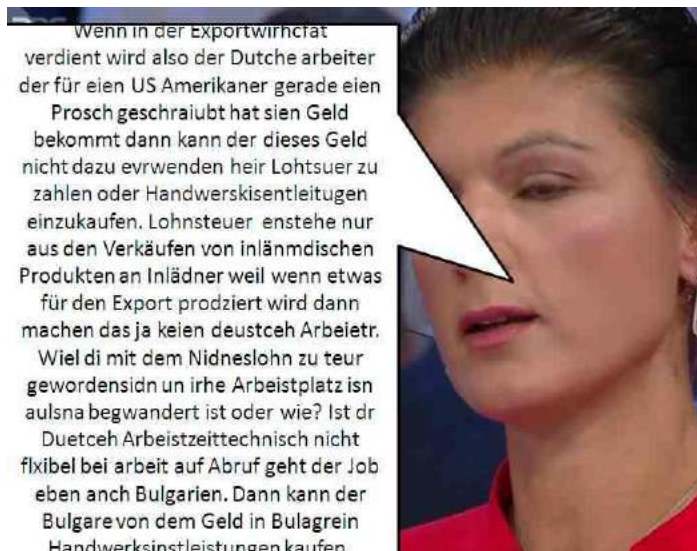 Wenn in der Exportwirhcfat
verdient wird also der Dutche arbeiter
der für eien US Amerikaner gerade eien
Prosch geschraiubt hat sien Geld
bekommt dann kann der dieses Geld
nicht dazu evrwenden heir Lohtsuer zu
zahlen oder Handwerskisentleitugen
einzukaufen. Lohnsteuer enstehe nur
aus den Verkäufen von inlänmdischen
Produkten an Inlädner weil wenn etwas
für den Export prodziert wird dann
machen das ja keien deustceh Arbeietr.
Wiel di mit dem Nidneslohn zu teur
gewordensidn un irhe Arbeistplatz isn
aulsna begwandert ist oder wie? Ist dr
Duetceh Arbeistzeittechnisch nicht
flxibel bei arbeit auf Abruf geht der Job
eben anch Bulgarien. Dann kann der
Bulgare von dem Geld in Bulagrein
Handwerksinstleistungen kaufen